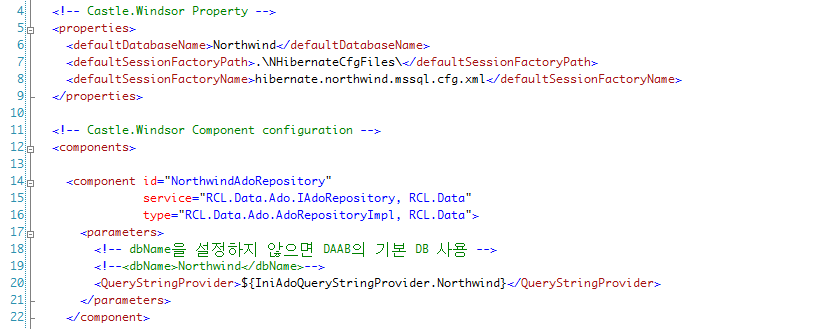 4 <!-- Castle.Windsor Property -->
5 <properties>
6 <defaultDatabaseName>Northwind</defaultDatabaseName>
7 <defaultSessionFactoryPath>.\NHibernateCfgFiles\</defaultSessionFactoryPath>
8 <defaultSessionFactoryName>hibernate.northwind.mssql.cfg.xml</defaultSessionFactoryName>
9 </properties>
10
11 <!-- Castle.Windsor Component configuration -->
12 <components>
13
14 <component id="NorthwindAdoRepository"
15 service="RCL.Data.Ado.IAdoRepository, RCL.Data"
16 type="RCL.Data.Ado.AdoRepositoryImpl, RCL.Data">
17 <parameters>
18 <!-- dbName을 설정하지 않으면 DAAB의 기본 DB 사용 -->
19 <!--<dbName>Northwind</dbName>-->
20 <QueryStringProvider>${IniAdoQueryStringProvider.Northwind}</QueryStringProvider>
21 </parameters>
22 </component>